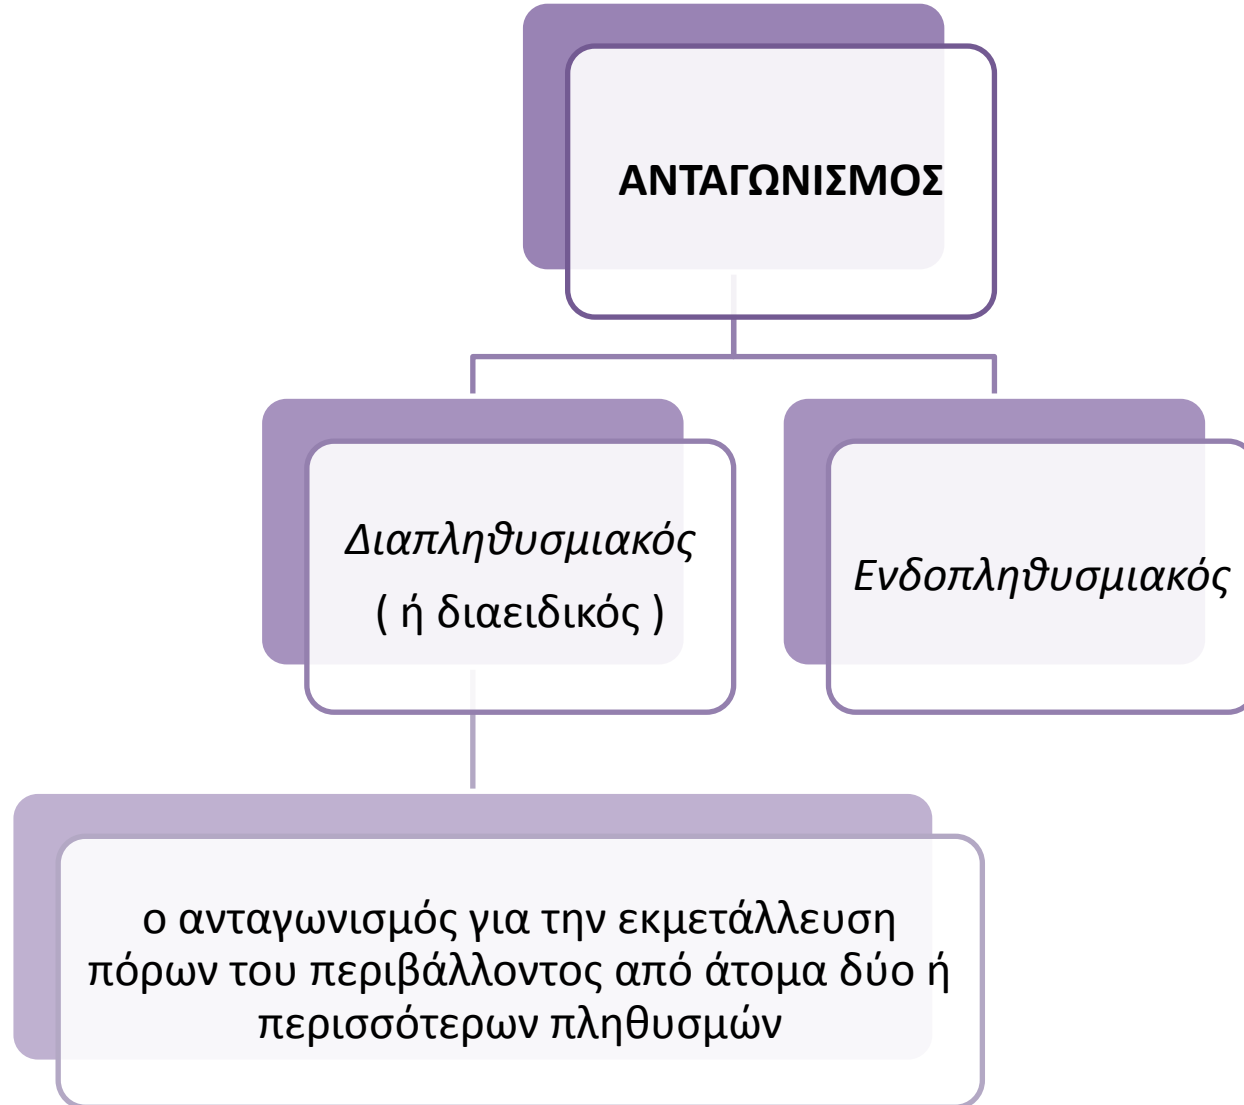 ΑΝΤΑΓΩΝΙΣΜΟΣ
Διαπληθυσμιακός
( ή διαειδικός )
Ενδοπληθυσμιακός
ο ανταγωνισμός για την εκμετάλλευση
πόρων του περιβάλλοντος από άτομα δύο ή
περισσότερων πληθυσμών